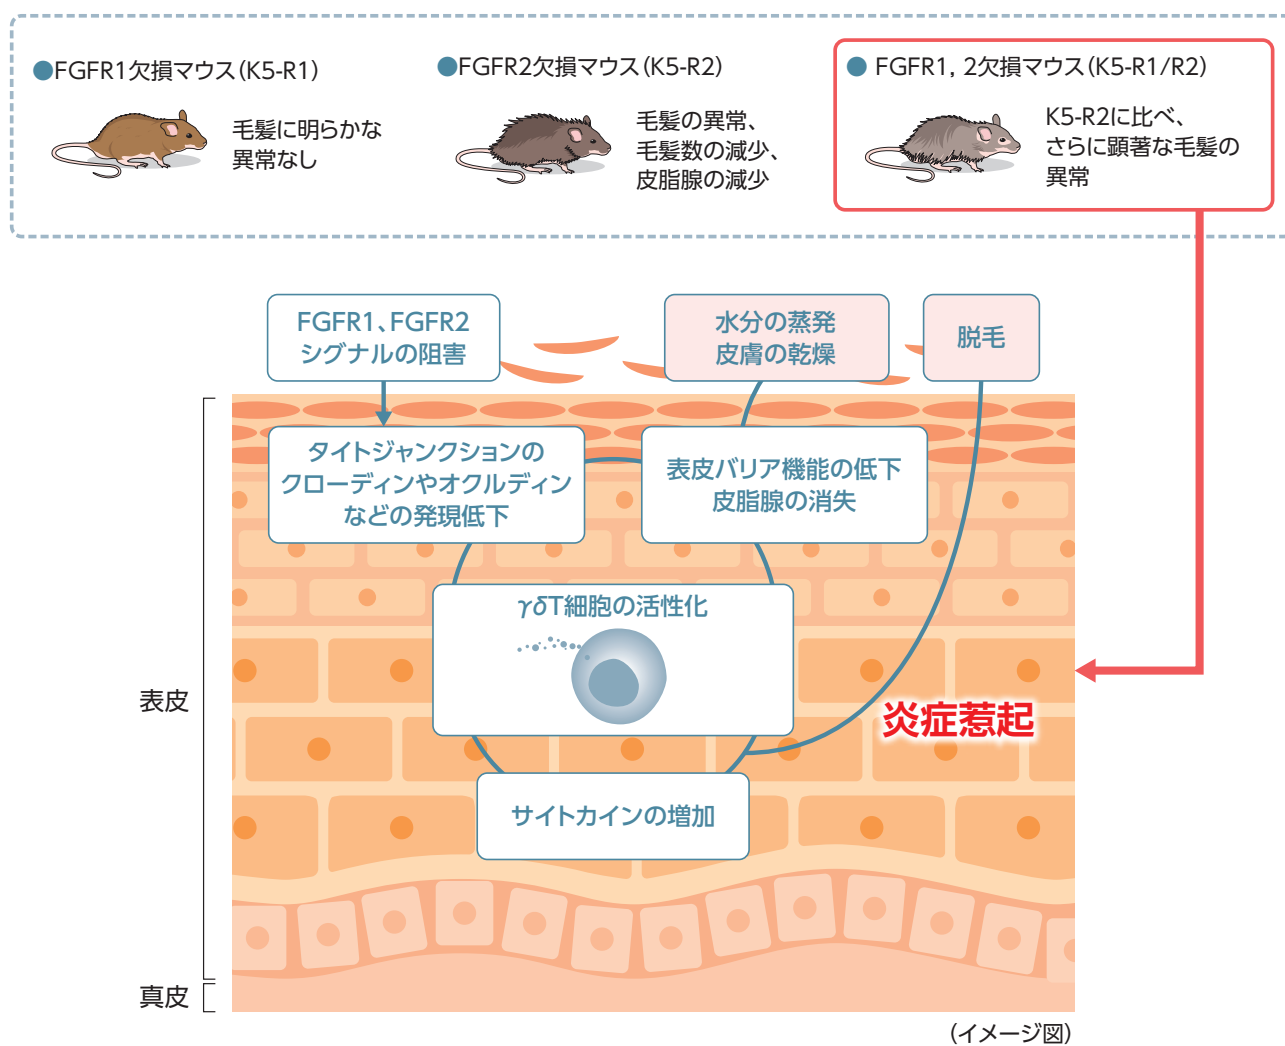 ●FGFR1欠損マウス(K5-R1)
毛髪に明らかな
異常なし
●FGFR2欠損マウス(K5-R2)
毛髪の異常、
毛髪数の減少、
皮脂腺の減少
● FGFR1, 2欠損マウス(K5-R1/R2)
K5-R2に比べ、
さらに顕著な毛髪の
異常
FGFR1、FGFR2
シグナルの阻害
水分の蒸発
皮膚の乾燥
脱毛
タイトジャンクションの
クローディンやオクルディン
などの発現低下
表皮バリア機能の低下
皮脂腺の消失
γδT細胞の活性化
炎症惹起
サイトカインの増加
表皮
真皮
(イメージ図)